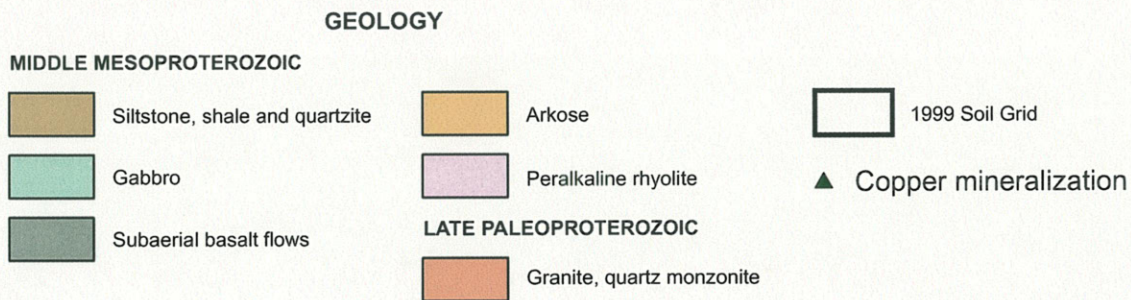 GEOLOGY
MIDDLE MESOPROTEROZOIC
Siltstone, shale and quartzite
Gabbro
Subaerial basalt flows
Arkose
Peralkaline rhyolite
LATE PALEOPROTEROZOIC
Granite, quartz monzonite
1999 Soil Grid
Copper mineralization